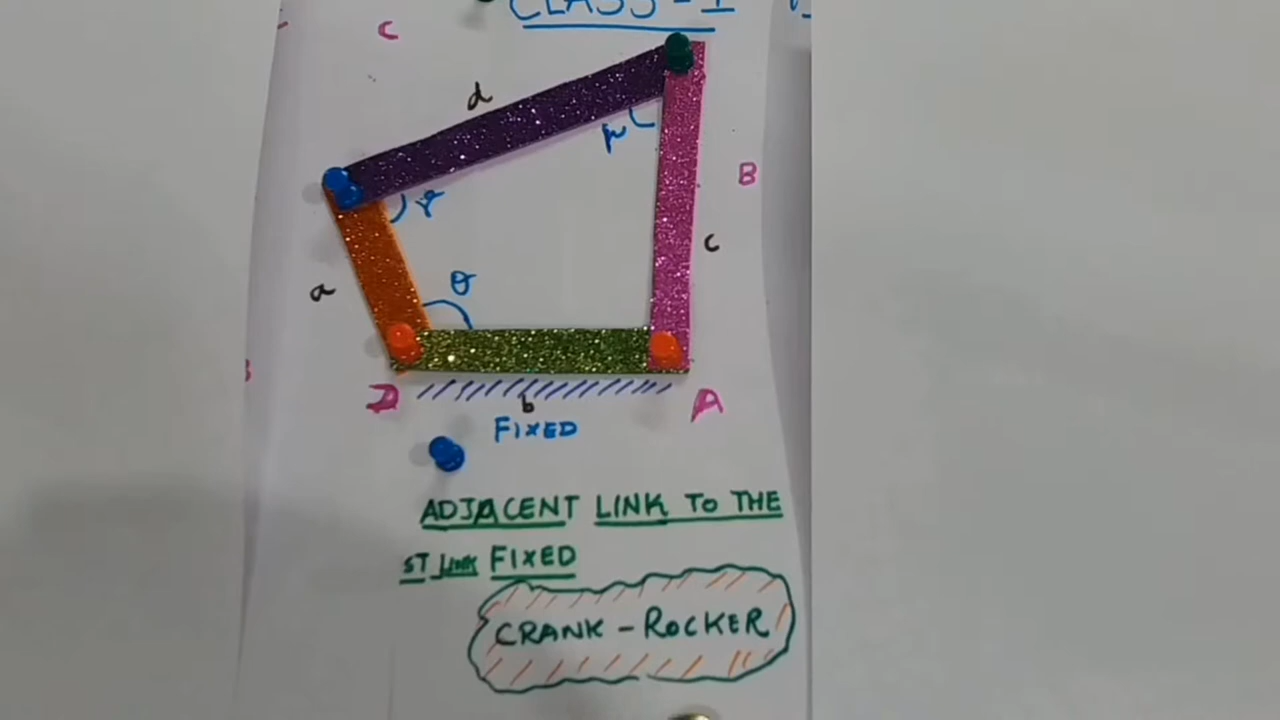 CLASS-I
C
d
μ
B
c
a
θ
D
b
A
FIXED
ADJACENT LINK TO THE
ST LINK FIXED
CRANK-ROCKER